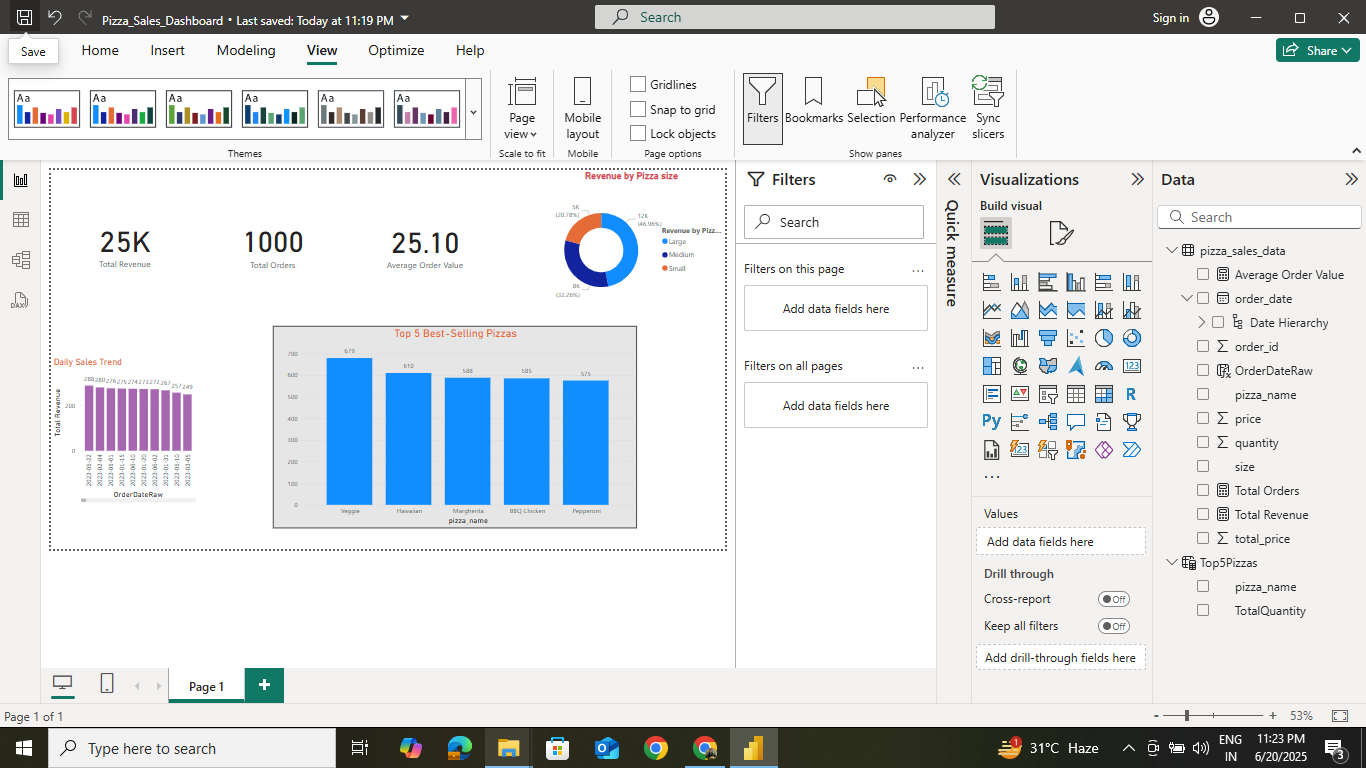 Pizza_Sales_Dashboard • Last saved: Today at 11:19 PM
Search
Sign in
Save
Home
Insert
Modeling
View
Optimize
Help
Share
Aa
Aa
Aa
Aa
Aa
Aa
Themes
Page view
Scale to fit
Mobile layout
Mobile
Gridlines
Snap to grid
Lock objects
Page options
Filters
Bookmarks
Selection
Performance analyzer
Sync slicers
Show panes
25K
Total Revenue
1000
Total Orders
25.10
Average Order Value
Revenue by Pizza size
5K
(20.78%)
12K
(46.96%)
8K
(32.26%)
Revenue by Pizz...
Large
Medium
Small
Daily Sales Trend
Total Revenue
200
0
288 280 276 275 274 273 272 267 257 249
2023-05-22
2023-02-04
2023-05-01
2023-01-15
2023-06-10
2023-01-20
2023-06-02
2023-01-31
2023-05-10
2023-03-05
OrderDateRaw
Top 5 Best-Selling Pizzas
700
600
500
400
300
200
100
0
679
610
588
585
575
Veggie
Hawaiian
Margherita
BBQ Chicken
Pepperoni
pizza_name
Filters
Search
Filters on this page
...
Add data fields here
Filters on all pages
...
Add data fields here
Quick measure
Visualizations
Build visual
123
R
Py
123
...
Values
Add data fields here
Drill through
Cross-report
Off
Keep all filters
Off
Add drill-through fields here
Data
Search
pizza_sales_data
Average Order Value
order_date
Date Hierarchy
order_id
OrderDateRaw
pizza_name
price
quantity
size
Total Orders
Total Revenue
total_price
Top5Pizzas
pizza_name
TotalQuantity
DAX
Page 1
+
Page 1 of 1
- + 53%
Type here to search
31°C Haze
ENG
IN
11:23 PM
6/20/2025
3